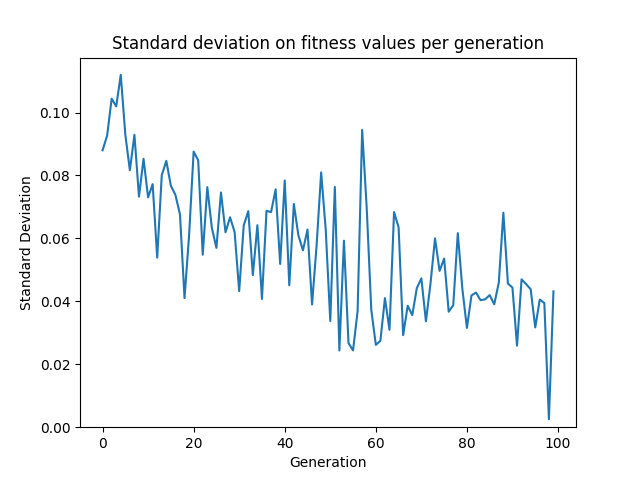 Standard deviation on fitness values per generation
0.10
0.08
0.06
0.04
0.02
0.00
Standard Deviation
0 20 40 60 80 100
Generation